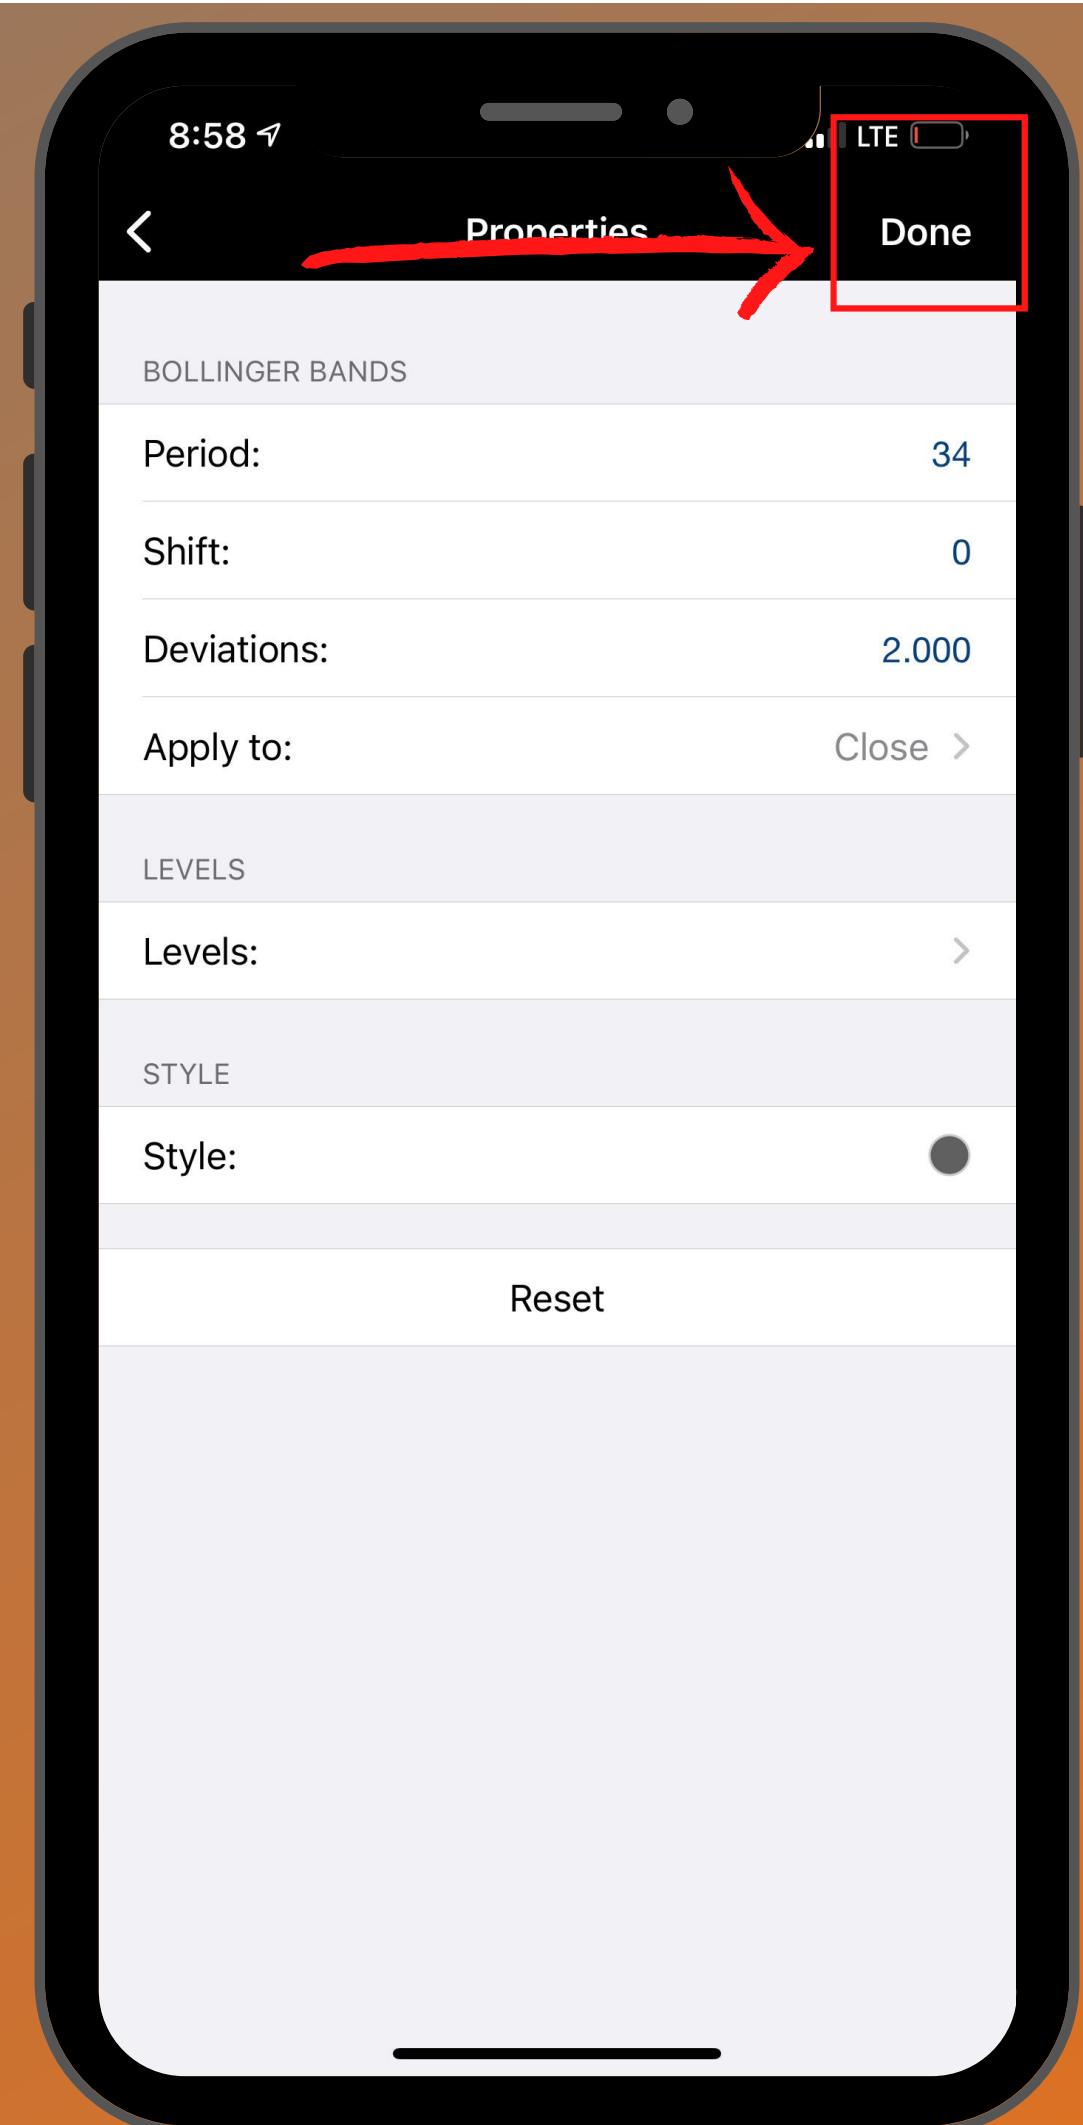 8:58
LTE
Properties
Done
BOLLINGER BANDS
Period:
34
Shift:
0
Deviations:
2.000
Apply to:
Close
LEVELS
Levels:
STYLE
Style:
Reset